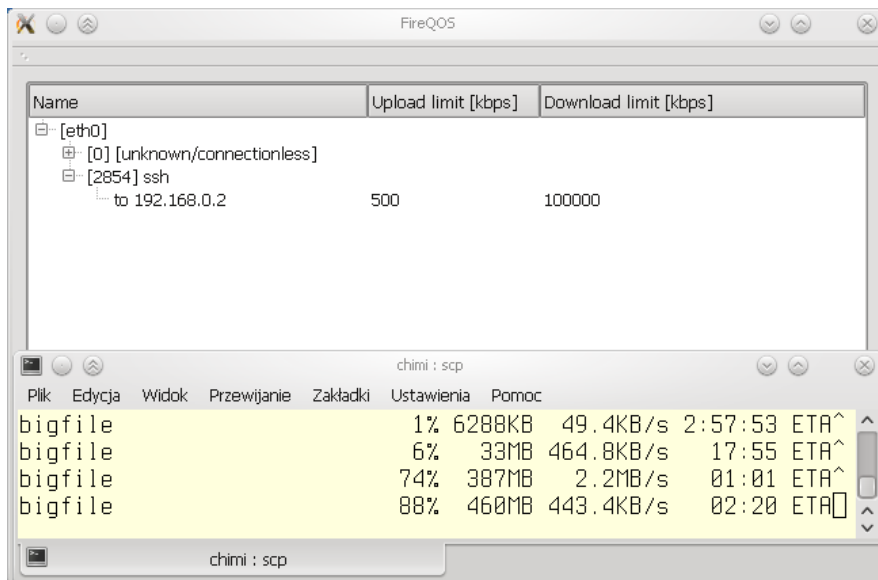 FireQOS
Name Upload limit [kbps] Download limit [kbps]
[eth0]
[0] [unknown/connectionless]
[2854] ssh
to 192.168.0.2 500 100000
chimi : scp
Plik Edycja Widok Przewijanie Zakładki Ustawienia Pomoc
bigfile 1% 6288KB 49.4KB/s 2:57:53 ETA^
bigfile 6% 33MB 464.8KB/s 17:55 ETA^
bigfile 74% 387MB 2.2MB/s 01:01 ETA^
bigfile 88% 460MB 443.4KB/s 02:20 ETA
chimi : scp